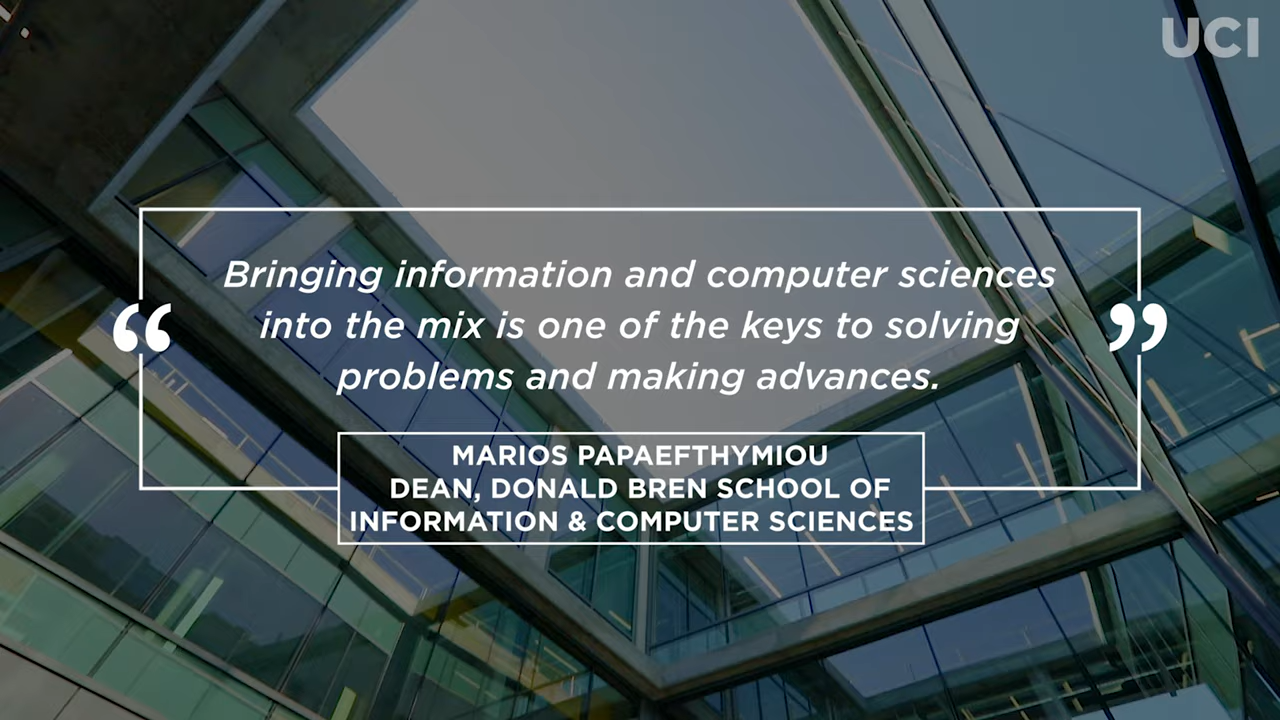 UCI
“
Bringing information and computer sciences
into the mix is one of the keys to solving
problems and making advances.
”
MARIOS PAPAEFTHYMIOU
DEAN, DONALD BREN SCHOOL OF
INFORMATION & COMPUTER SCIENCES